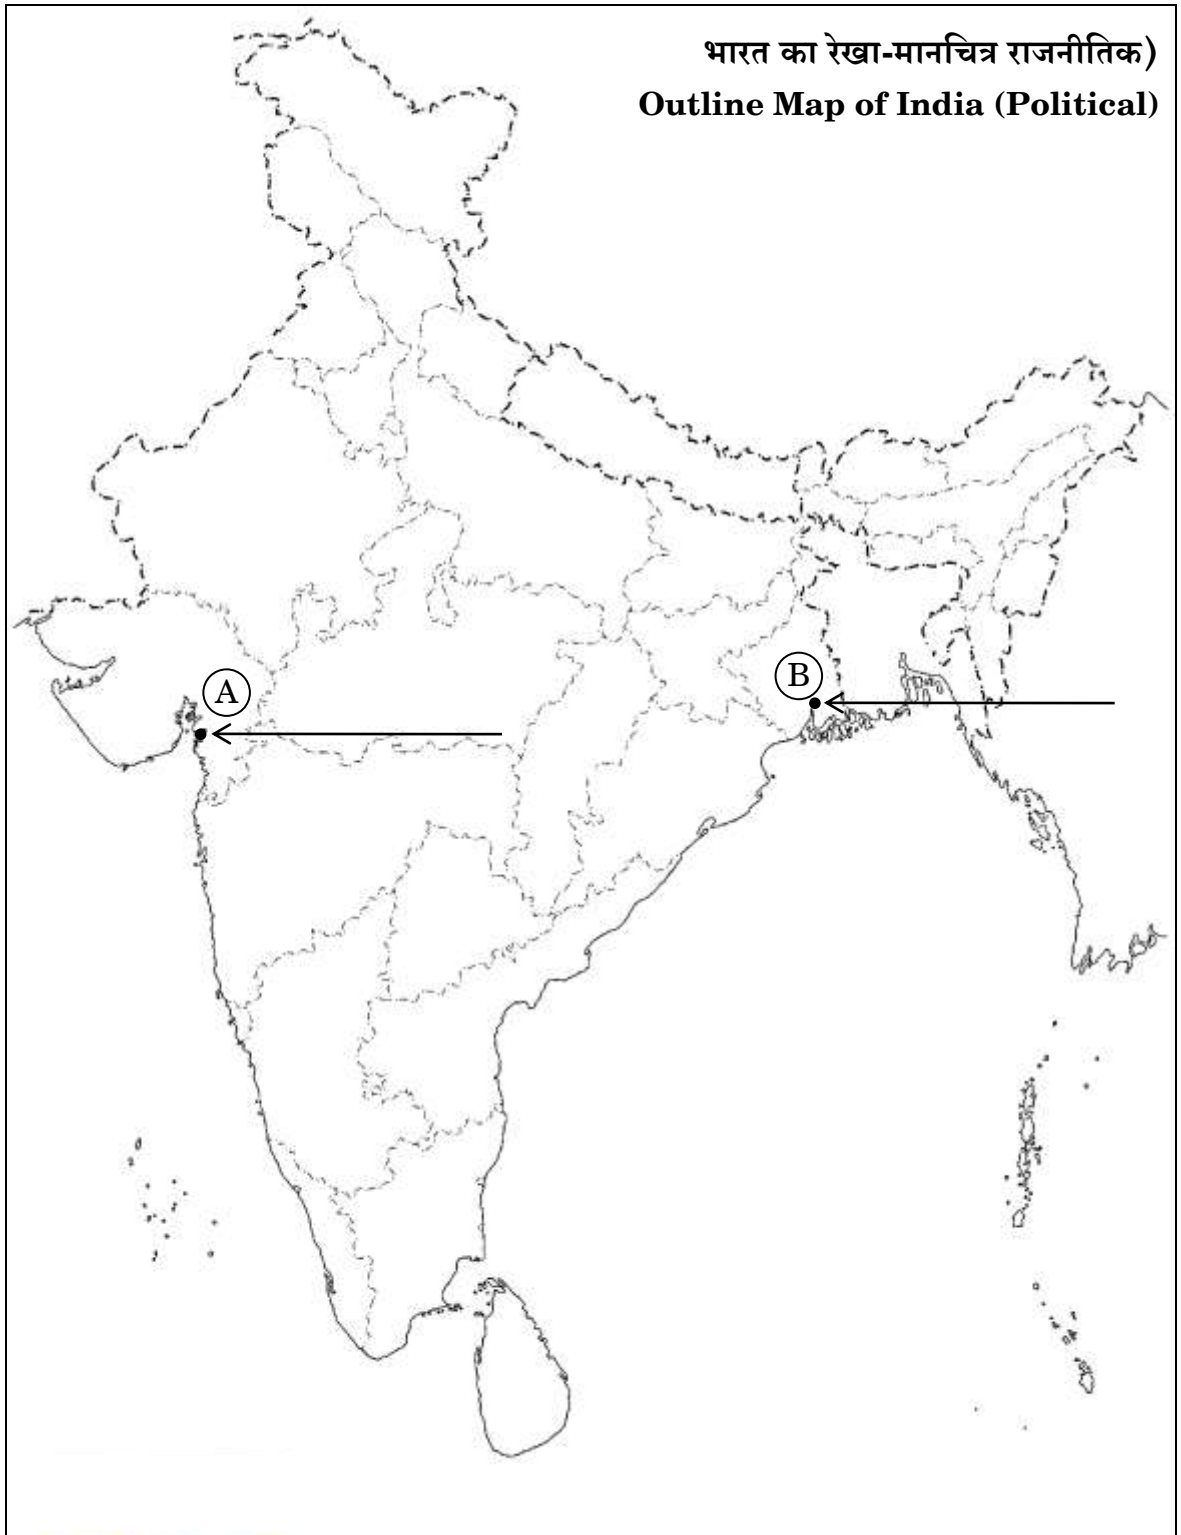 भारत का रेखा-मानचित्र राजनीतिक)
Outline Map of India (Political)
B
A